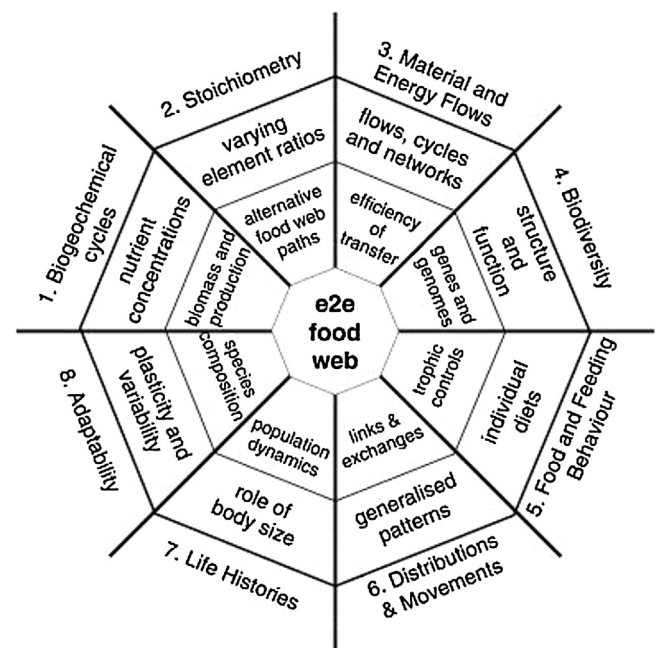 1. Biogeochemical
cycles
nutrient
concentrations
biomass and
production
2. Stoichiometry
varying
element ratios
alternative
food web
paths
3. Material and
Energy Flows
flows, cycles
and networks
efficiency
of
transfer
4. Biodiversity
structure
and
function
genes and
genomes
5. Food and Feeding
Behaviour
individual
diets
trophic
controls
6. Distributions
& Movements
generalised
patterns
links &
exchanges
7. Life Histories
role of
body size
population
dynamics
8. Adaptability
plasticity and
variability
species
composition
e2e
food
web